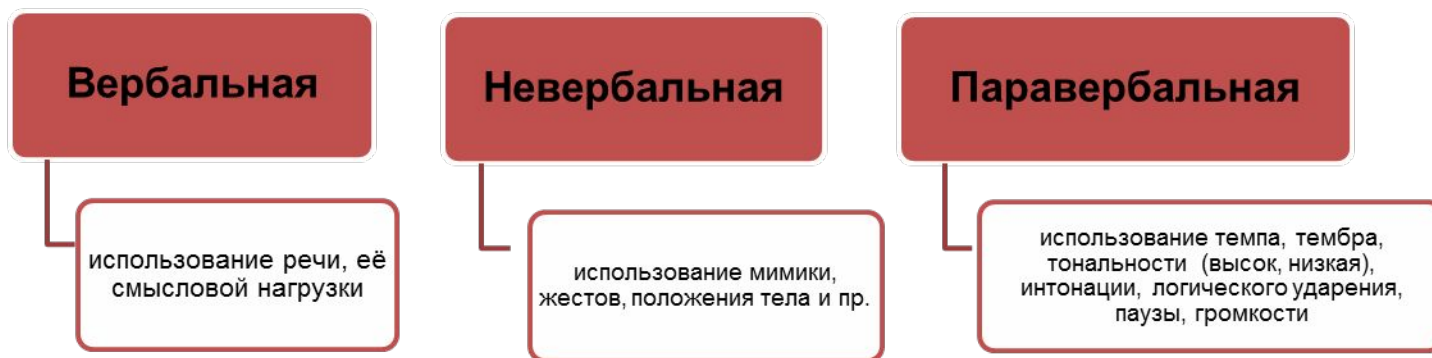 Вербальная
использование речи, её
смысловой нагрузки
Невербальная
использование мимики,
жестов, положения тела и пр.
Паравербальная
использование темпа, тембра,
тональности (высок, низкая),
интонации, логического ударения,
паузы, громкости